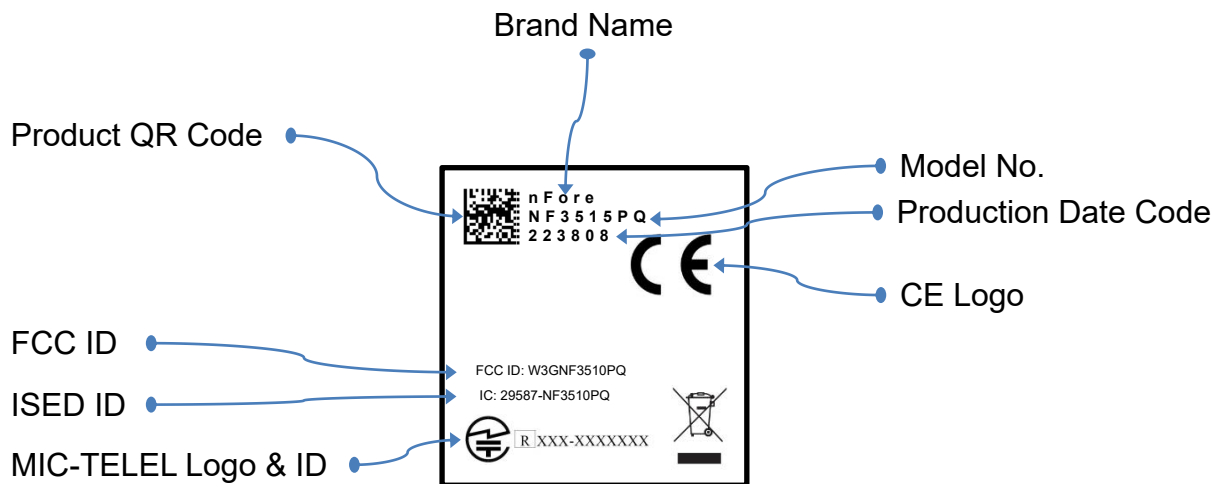 Brand Name
Product QR Code
Model No.
Production Date Code
CE Logo
nFore
NF3515PQ
223808
CE
FCC ID
ISED ID
MIC-TELEL Logo & ID
FCC ID: W3GNF3510PQ
IC: 29587-NF3510PQ
R XXX-XXXXXXX